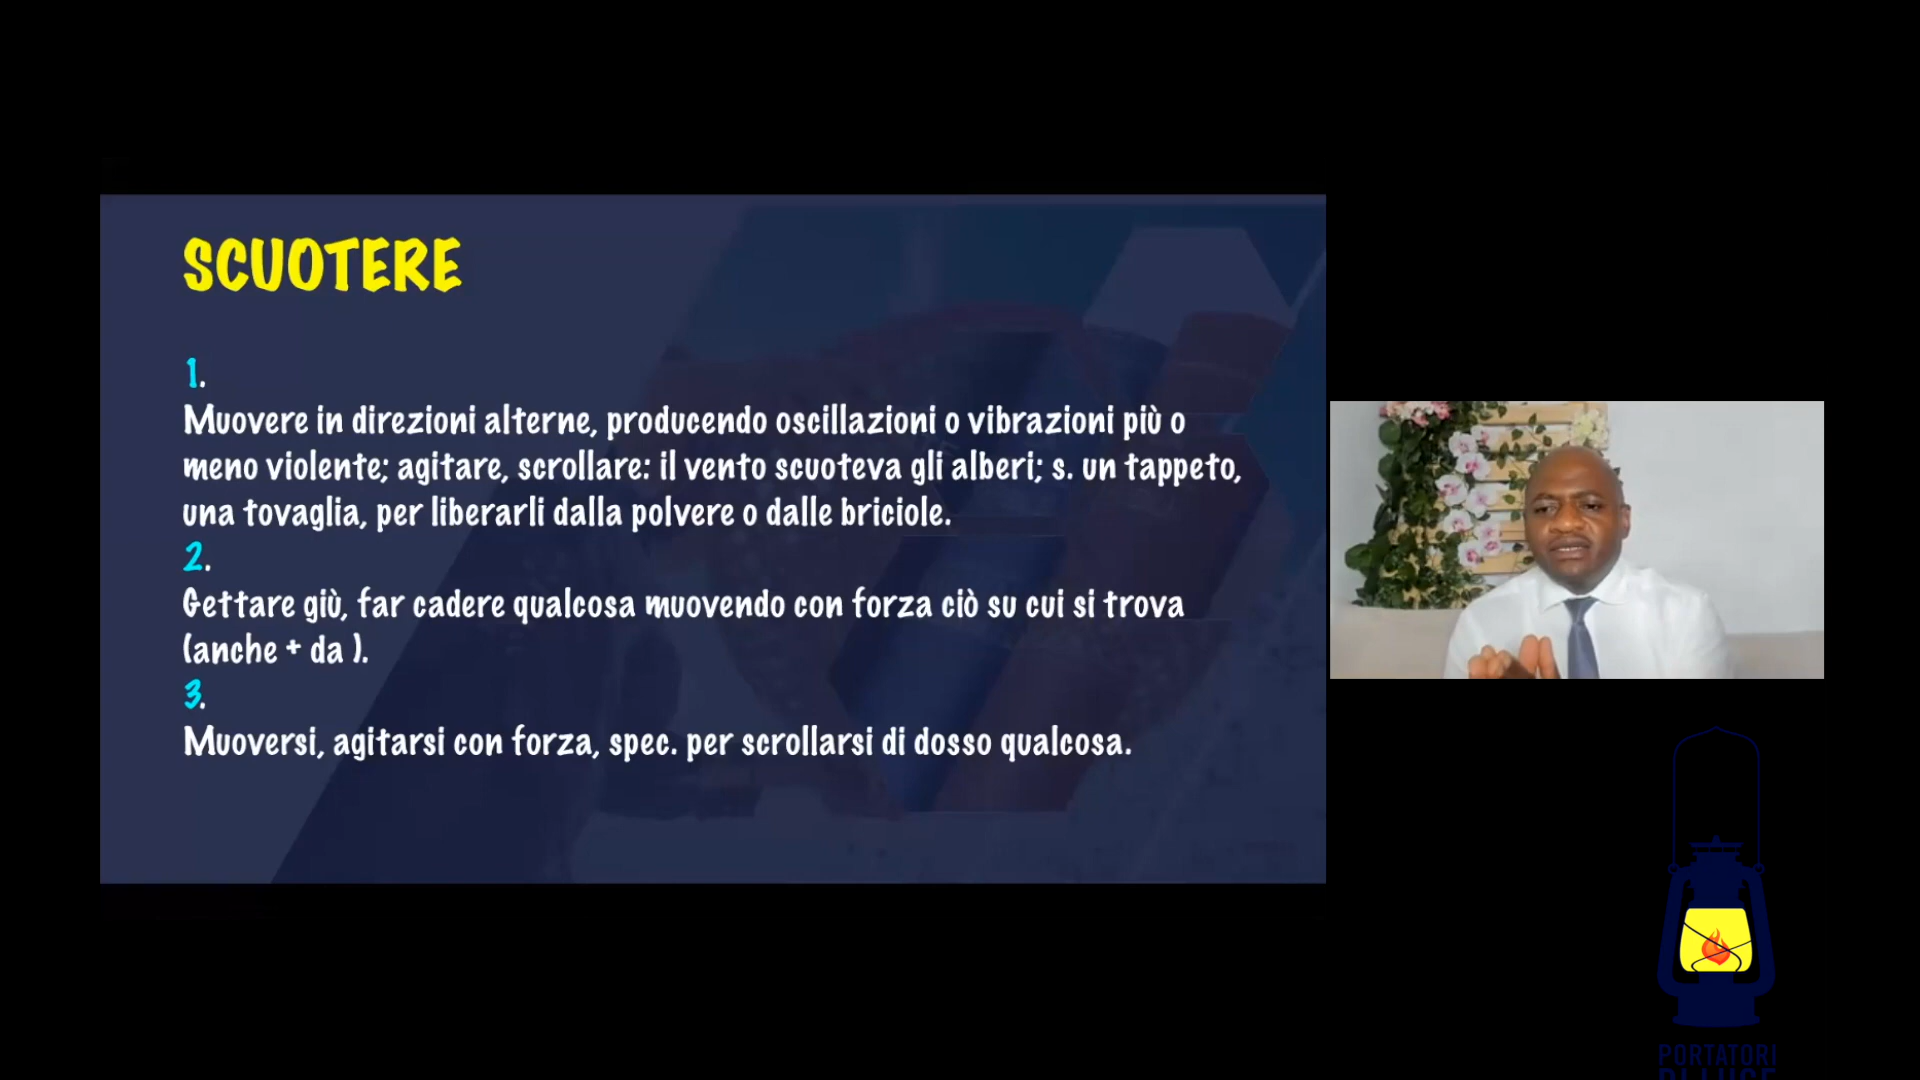 SCUOTERE
1.
Muovere in direzioni alterne, producendo oscillazioni o vibrazioni più o
meno violente; agitare, scrollare: il vento scuoteva gli alberi; s. un tappeto,
una tovaglia, per liberarli dalla polvere o dalle briciole.
2.
Gettare giù, far cadere qualcosa muovendo con forza ciò su cui si trova
(anche + da ).
3.
Muoversi, agitarsi con forza, spec. per scrollarsi di dosso qualcosa.
PORTATORI
DI LUCE